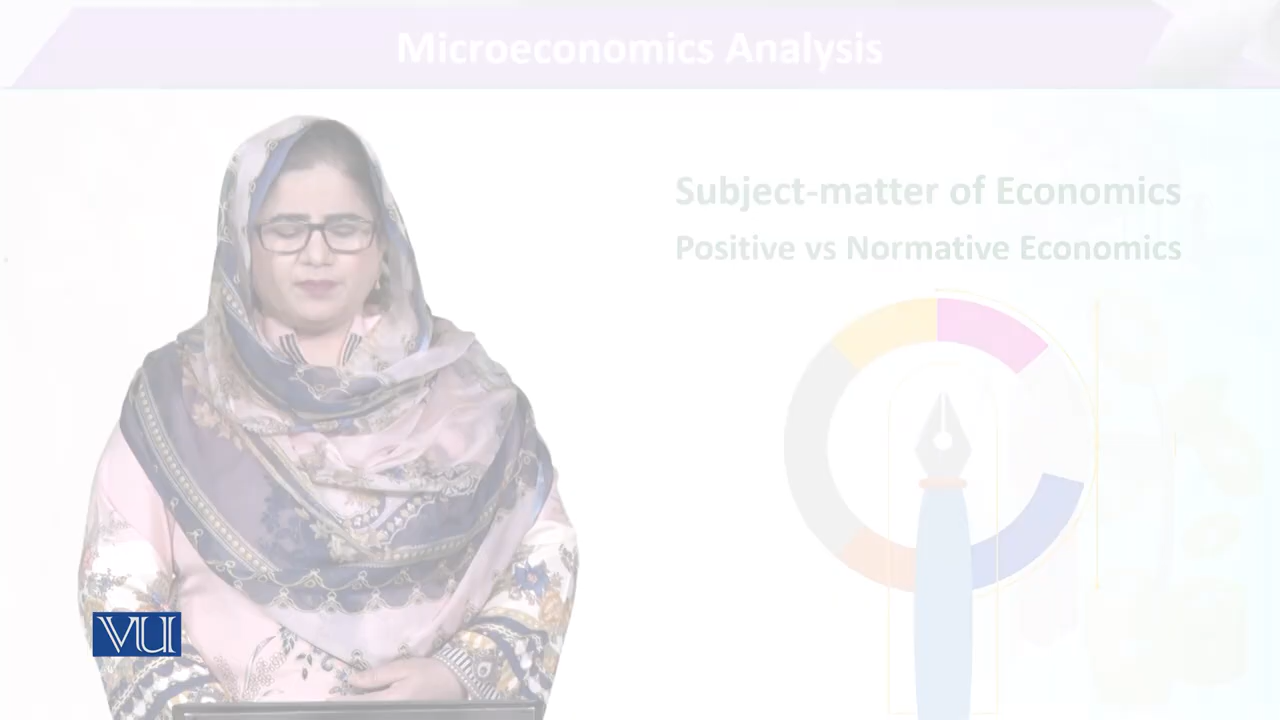 Microeconomics Analysis
Subject-matter of Economics
Positive vs Normative Economics
VU